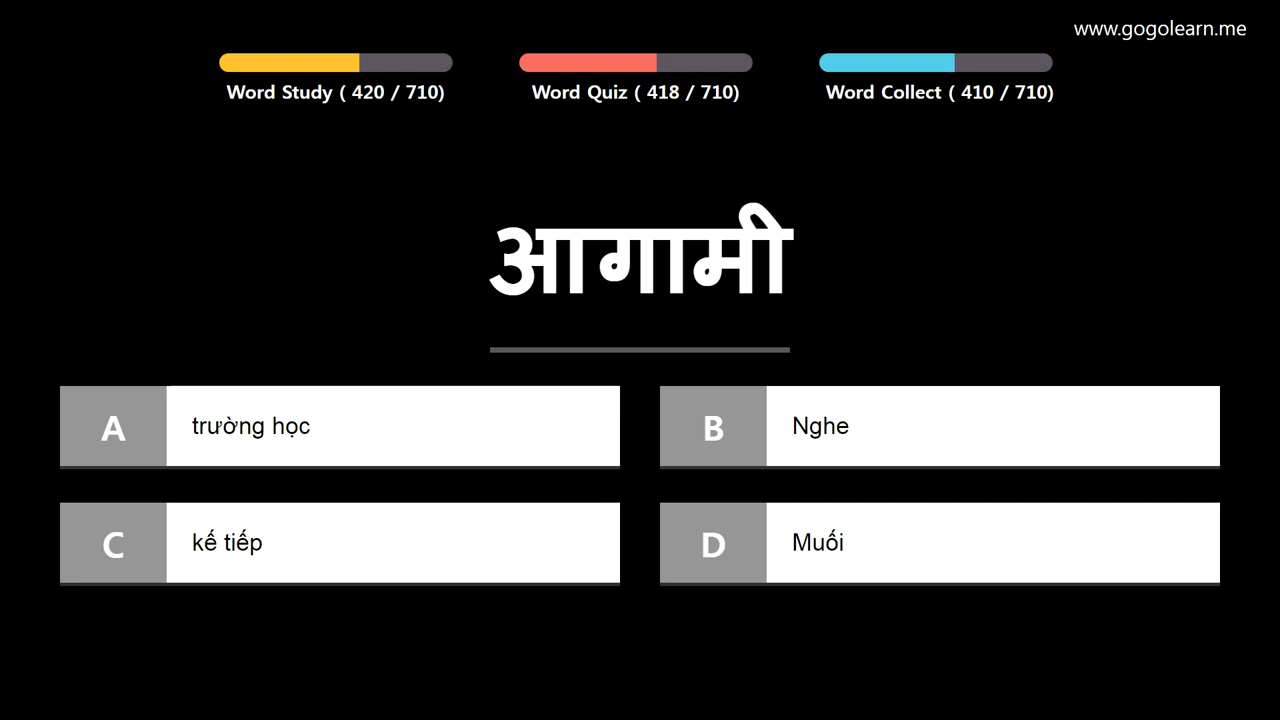 www.gogolearn.me
Word Study ( 420 / 710)
Word Quiz ( 418 / 710)
Word Collect ( 410 / 710)
आगामी
A trường học
B Nghe
C kế tiếp
D Muối